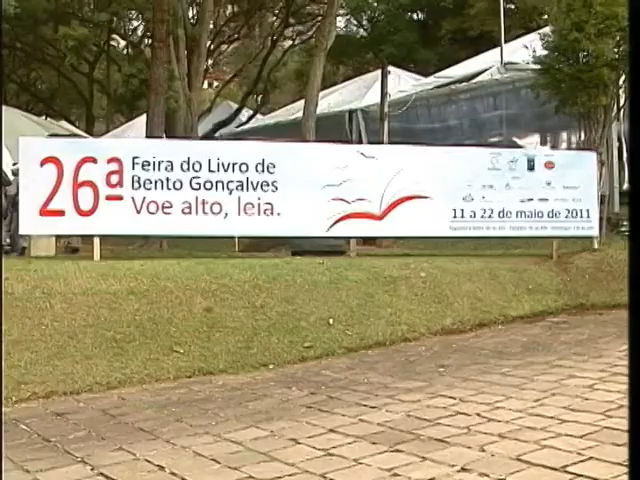 26ª
Feira do Livro de
Bento Gonçalves
Voe alto, leia.
11 a 22 de maio de 2011